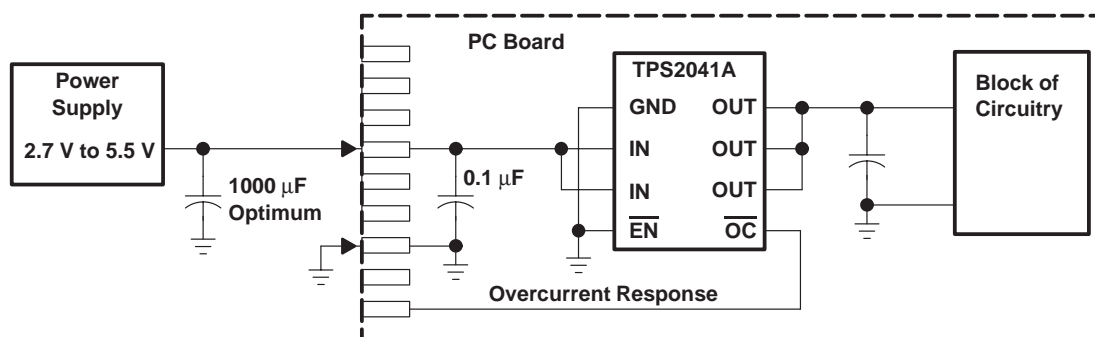 PC Board
Power
Supply
2.7 V to 5.5 V
1000 μF
Optimum
0.1 μF
TPS2041A
GND
IN
IN
EN
OUT
OUT
OUT
OC
Block of
Circuitry
Overcurrent Response